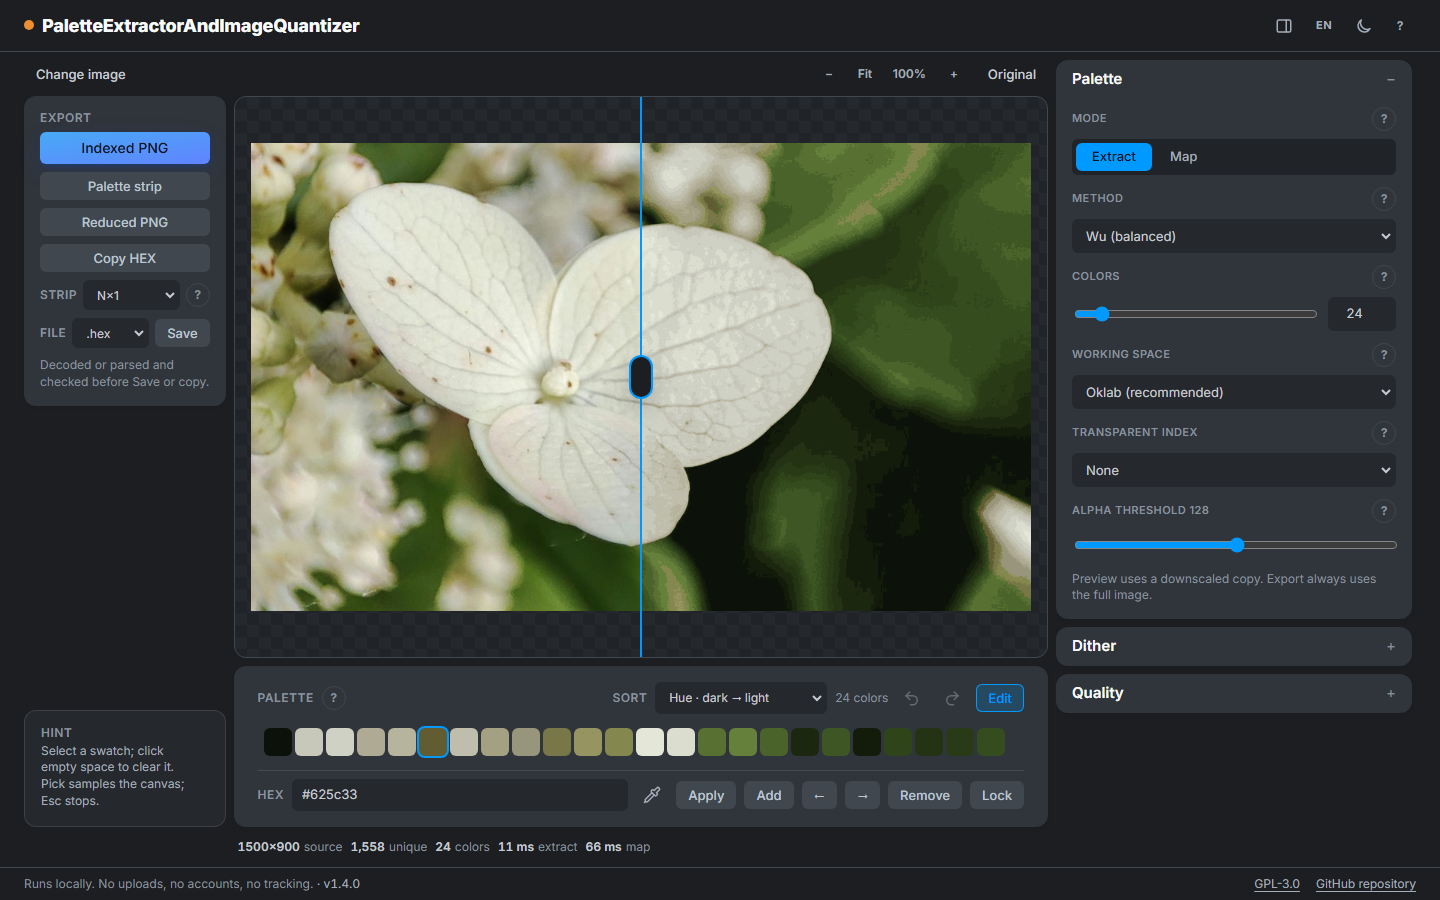 PaletteExtractorAndImageQuantizer
EN
?
Change image
− Fit 100% + Original
EXPORT
Indexed PNG
Palette strip
Reduced PNG
Copy HEX
STRIP N×1 ?
FILE .hex Save
Decoded or parsed and
checked before Save or copy.
HINT
Select a swatch; click
empty space to clear it.
Pick samples the canvas;
Esc stops.
PALETTE ? SORT Hue · dark → light 24 colors Edit
HEX #625c33 Apply Add ← → Remove Lock
1500×900 source 1,558 unique 24 colors 11 ms extract 66 ms map
Palette −
MODE ?
Extract Map
METHOD ?
Wu (balanced)
COLORS ?
24
WORKING SPACE ?
Oklab (recommended)
TRANSPARENT INDEX ?
None
ALPHA THRESHOLD 128 ?
Preview uses a downscaled copy. Export always uses
the full image.
Dither +
Quality +
Runs locally. No uploads, no accounts, no tracking. · v1.4.0
GPL-3.0 GitHub repository